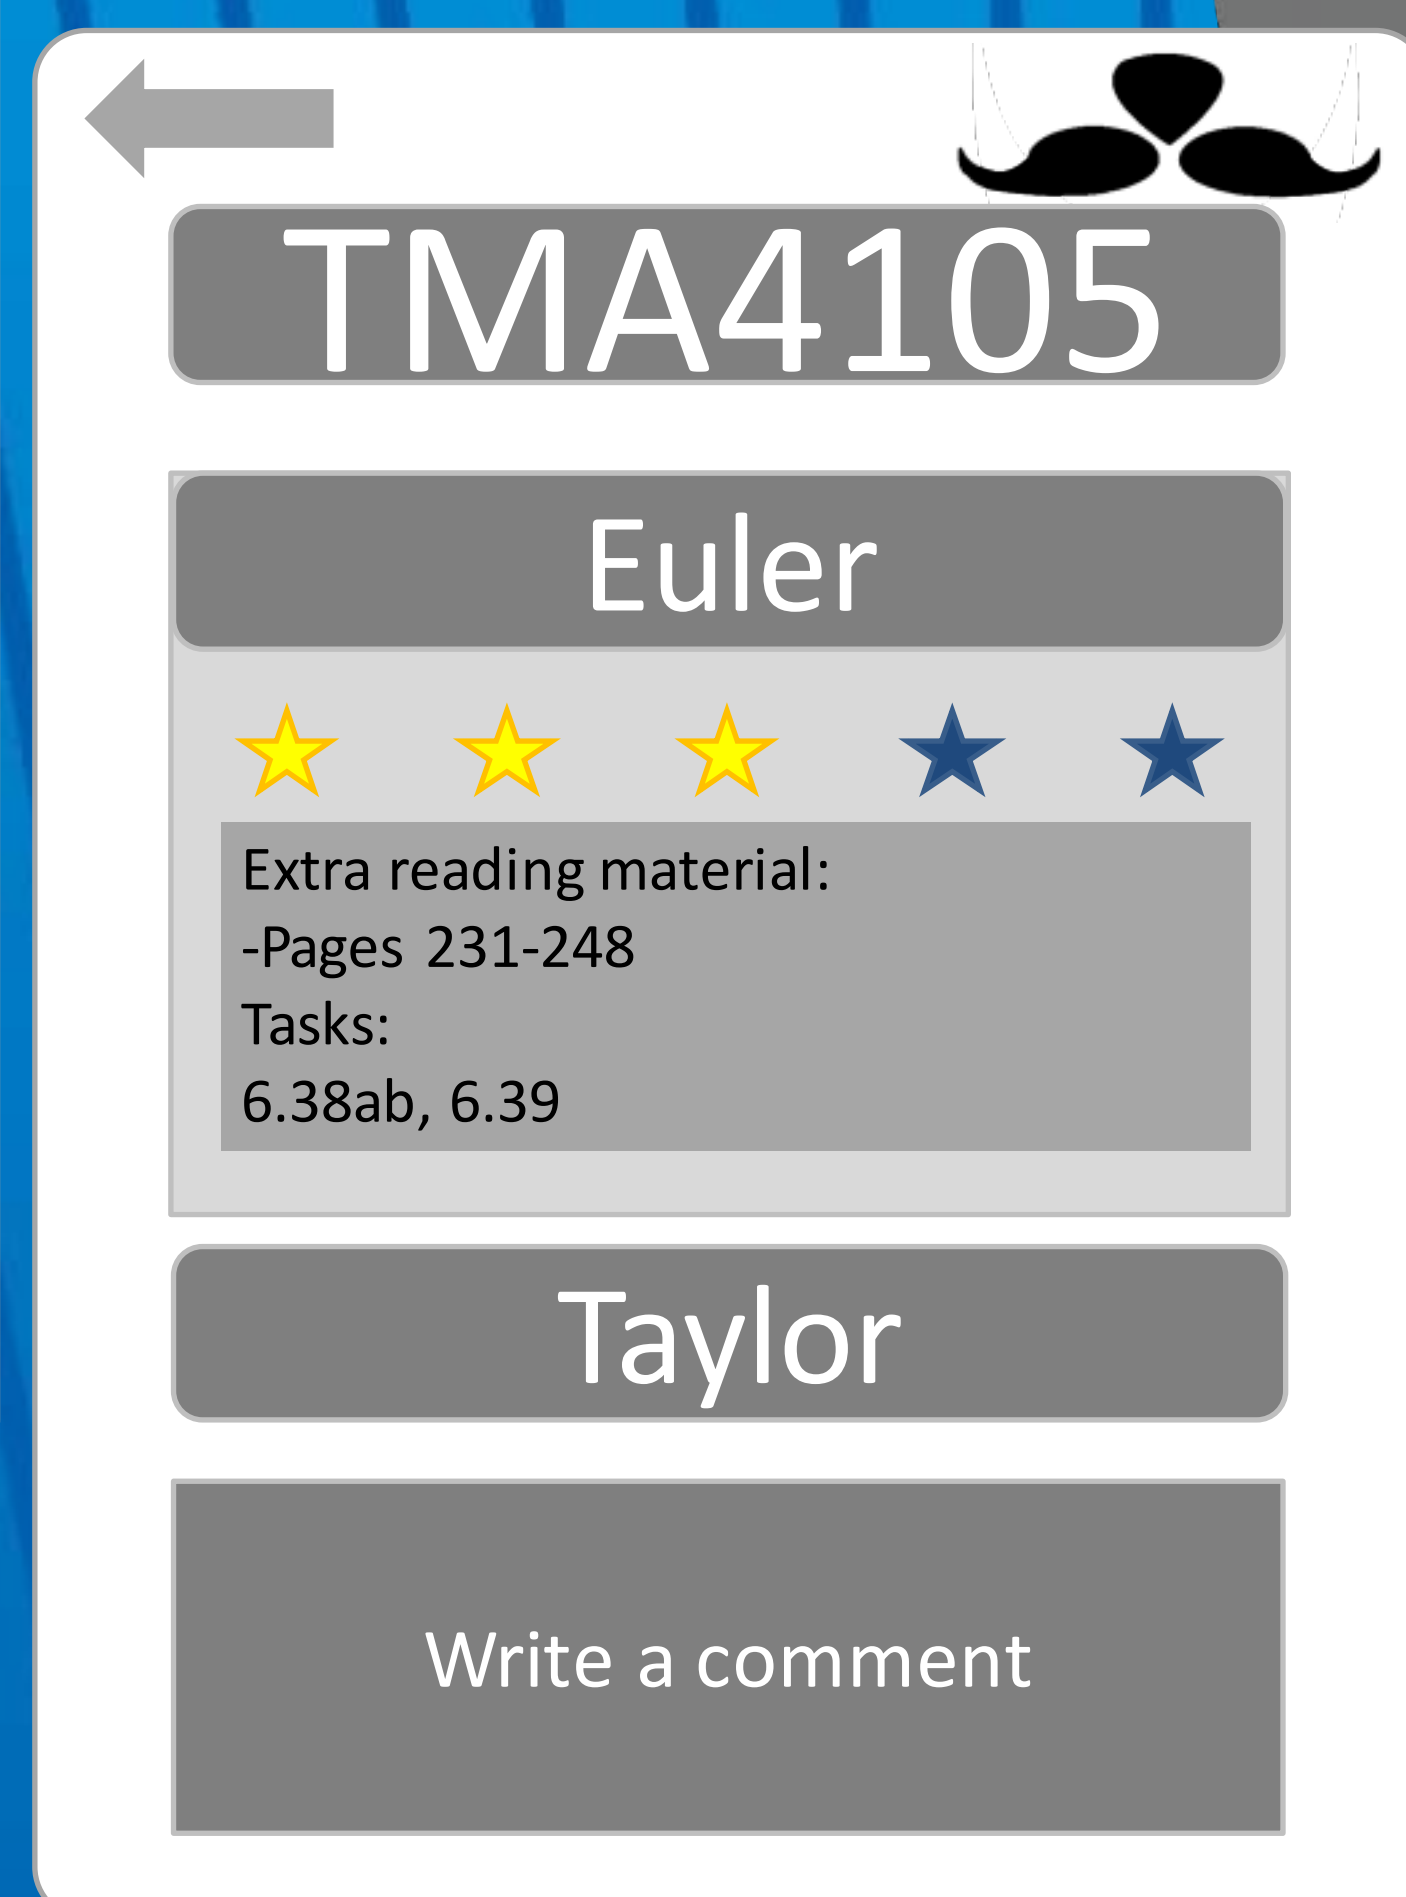 TMA4105
Euler
Extra reading material:
-Pages 231-248
Tasks:
6.38ab, 6.39
Taylor
Write a comment